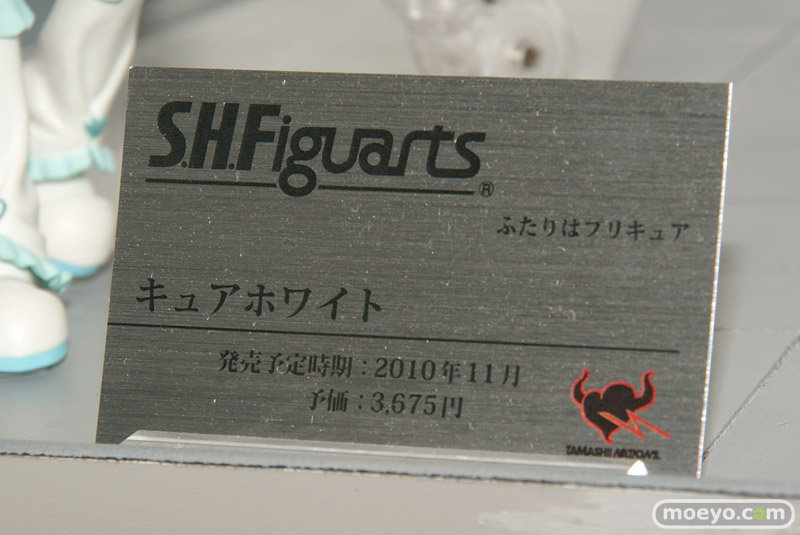 S.H.Figuarts®
ふたりはプリキュア
キュアホワイト
発売予定時期：2010年11月
予価：3,675円
TAMASHII NATIONS
moeyo.com